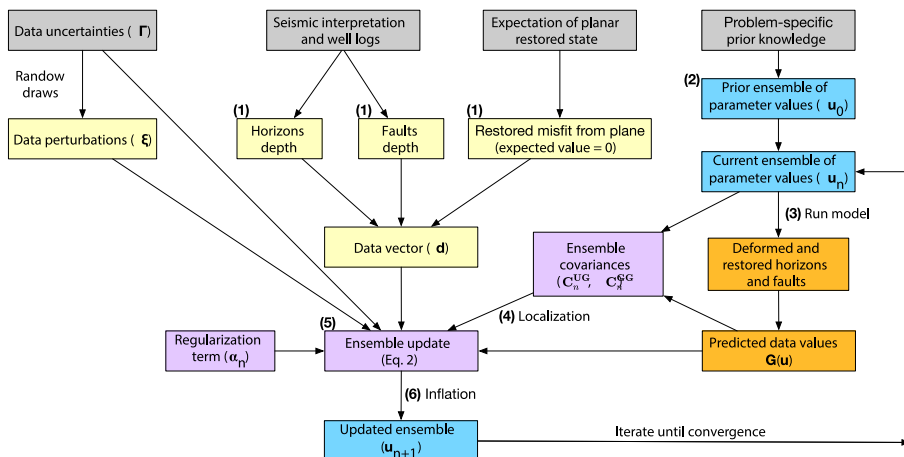 Data uncertainties ( Γ)
Seismic interpretation
and well logs
Expectation of planar
restored state
Problem-specific
prior knowledge
Randow
draws
(1)
(1)
(1)
(2)
Prior ensemble of
parameter values ( u0)
Data perturbations ( ξ)
Horizons
depth
Faults
depth
Restored misfit from plane
(expected value = 0)
Current ensemble of
parameter values ( un)
(3) Run model
Data vector ( d)
Ensemble
covariances
(CnUG, CnGG)
Deformed and
restored horizons
and faults
(4) Localization
(5)
Regularization
term (αn)
Ensemble update
(Eq. 2)
Predicted data values
G(u)
(6) Inflation
Updated ensemble
(un+1)
Iterate until convergence